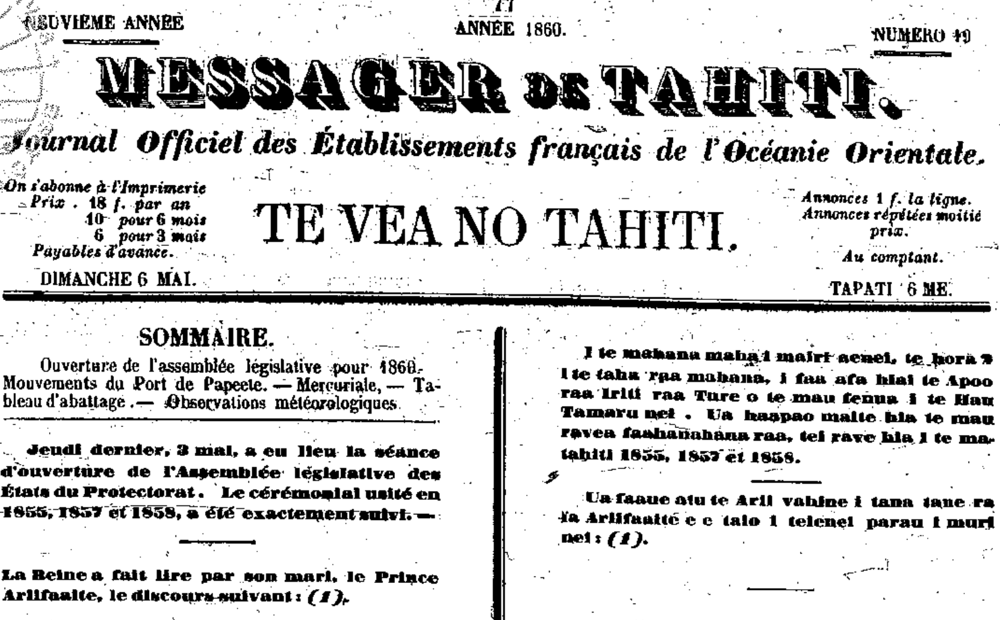 NEUVIÈME ANNÉE
ANNÉE 1860.
NUMÉRO 19
MESSAGER DE TAHITI.
Journal Officiel des Établissements français de l'Océanie Orientale.
On s'abonne à l'Imprimerie
Prix . 18 f. par an
10 pour 6 mois
6 pour 3 mois
Payables d'avance.
DIMANCHE 6 MAI.
TE VEA NO TAHITI.
Annonces 1 f. la ligne.
Annonces répétées moitié
prix.
Au comptant.
TAPATI 6 ME.
SOMMAIRE.
Ouverture de l'assemblée législative pour 1860.
Mouvements du Port de Papeete. — Mercuriale, — Ta-
bleau d'abattage. — Observations météorologiques
Jeudi dernier, 3 mai, a eu lieu la séance
d'ouverture de l'Assemblée législative des
États du Protectorat. Le cérémonial usité en
1855, 1857 et 1858, a été exactement suivi. —
La Reine a fait lire par son mari, le Prince
Ariifaaite, le discours suivant : (1).
I te mahana maha i mairi aenei, te hora
i te taha raa mahana, i faa afa hiai te Apoo
raa Iriti raa Ture o te mau fenua i te Hau
Tamaru nei . Ua haapao maite hia te mau
ravea faahanahana raa, tei rave hia i te ma-
tahiti 1855, 1857 et 1858.
Ua faaue atu te Arii vahine i tana tane ra
ia Ariifaaité e e taio i teienei parau i muri
nei : (1).